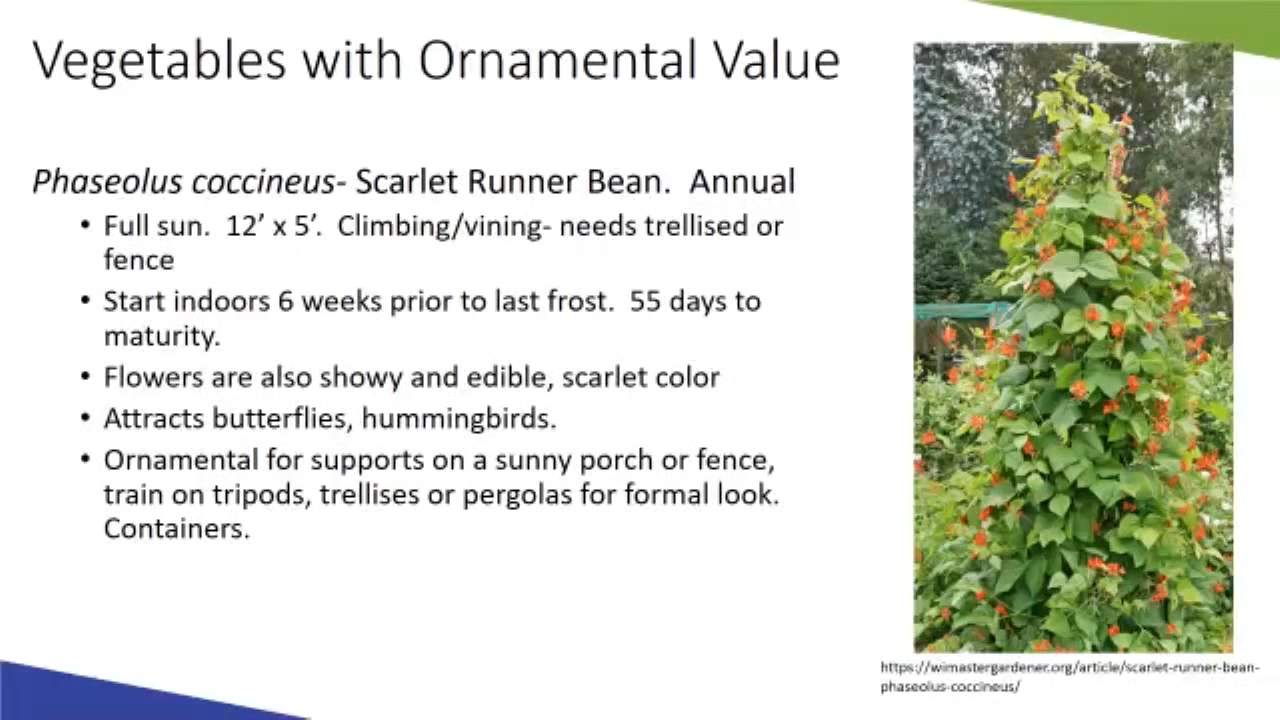 Vegetables with Ornamental Value
Phaseolus coccineus- Scarlet Runner Bean.  Annual
• Full sun.  12’ x 5’.  Climbing/vining- needs trellised or
fence
• Start indoors 6 weeks prior to last frost.  55 days to
maturity.
• Flowers are also showy and edible, scarlet color
• Attracts butterflies, hummingbirds.
• Ornamental for supports on a sunny porch or fence,
train on tripods, trellises or pergolas for formal look.
Containers.
https://wimastergardener.org/article/scarlet-runner-bean-
phaseolus-coccineus/